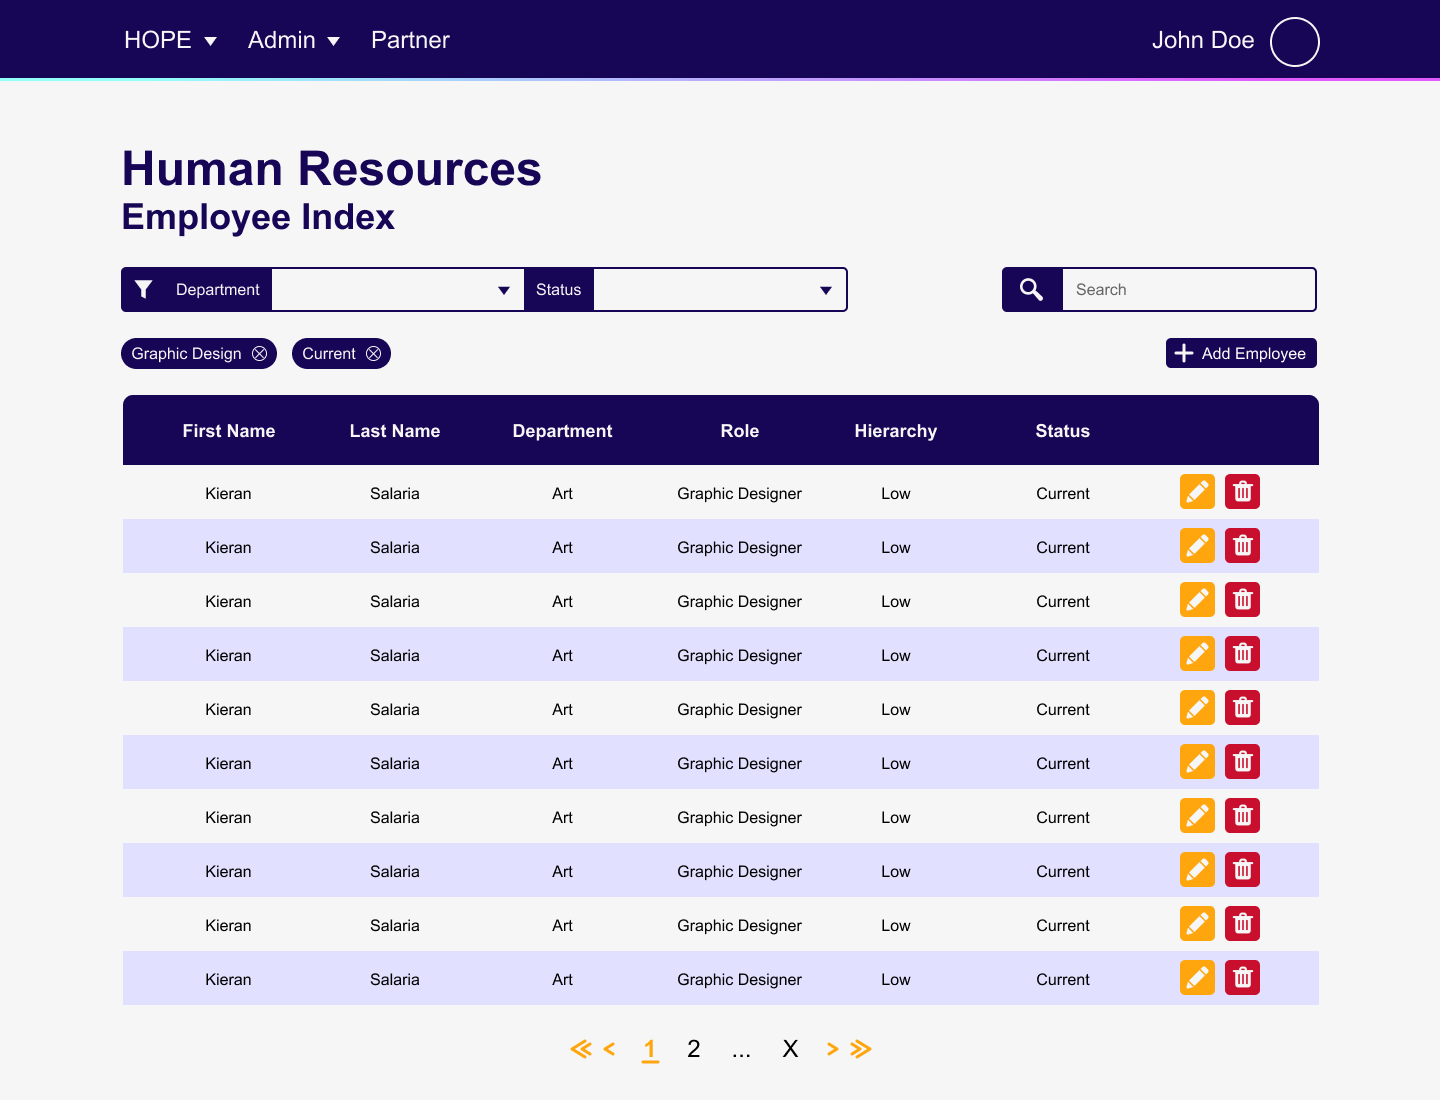 HOPE Admin Partner John Doe
Human Resources
Employee Index
Department Status Search
Graphic Design Current Add Employee
First Name Last Name Department Role Hierarchy Status
Kieran Salaria Art Graphic Designer Low Current
Kieran Salaria Art Graphic Designer Low Current
Kieran Salaria Art Graphic Designer Low Current
Kieran Salaria Art Graphic Designer Low Current
Kieran Salaria Art Graphic Designer Low Current
Kieran Salaria Art Graphic Designer Low Current
Kieran Salaria Art Graphic Designer Low Current
Kieran Salaria Art Graphic Designer Low Current
Kieran Salaria Art Graphic Designer Low Current
Kieran Salaria Art Graphic Designer Low Current
≪ < 1 2 ... X > ≫